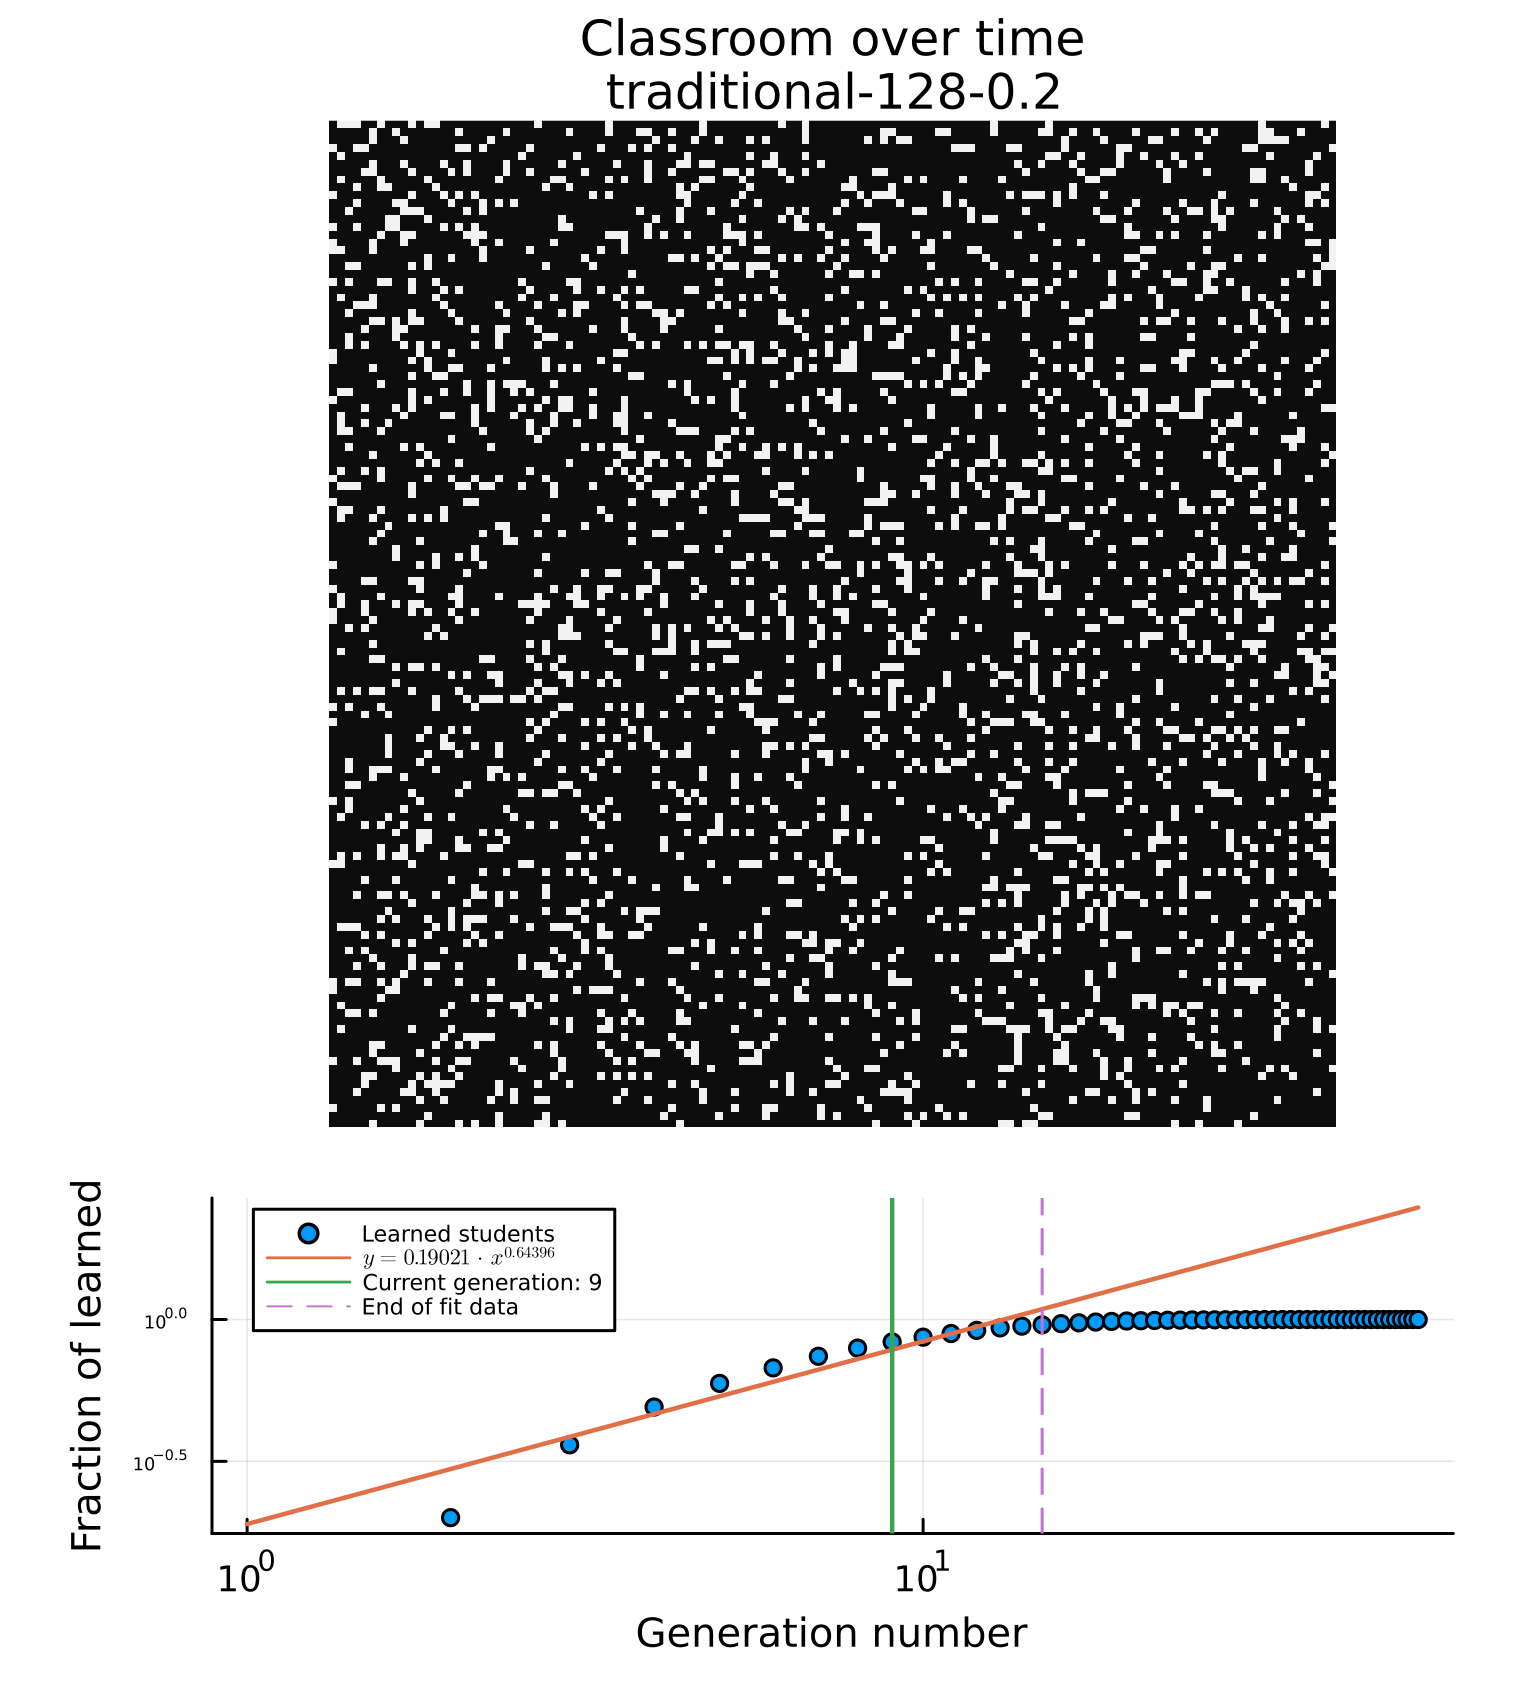 Classroom over time
traditional-128-0.2
Fraction of learned
Learned students
y = 0.19021 · x^0.64396
Current generation: 9
End of fit data
10^0.0
10^−0.5
10^0
10^1
Generation number